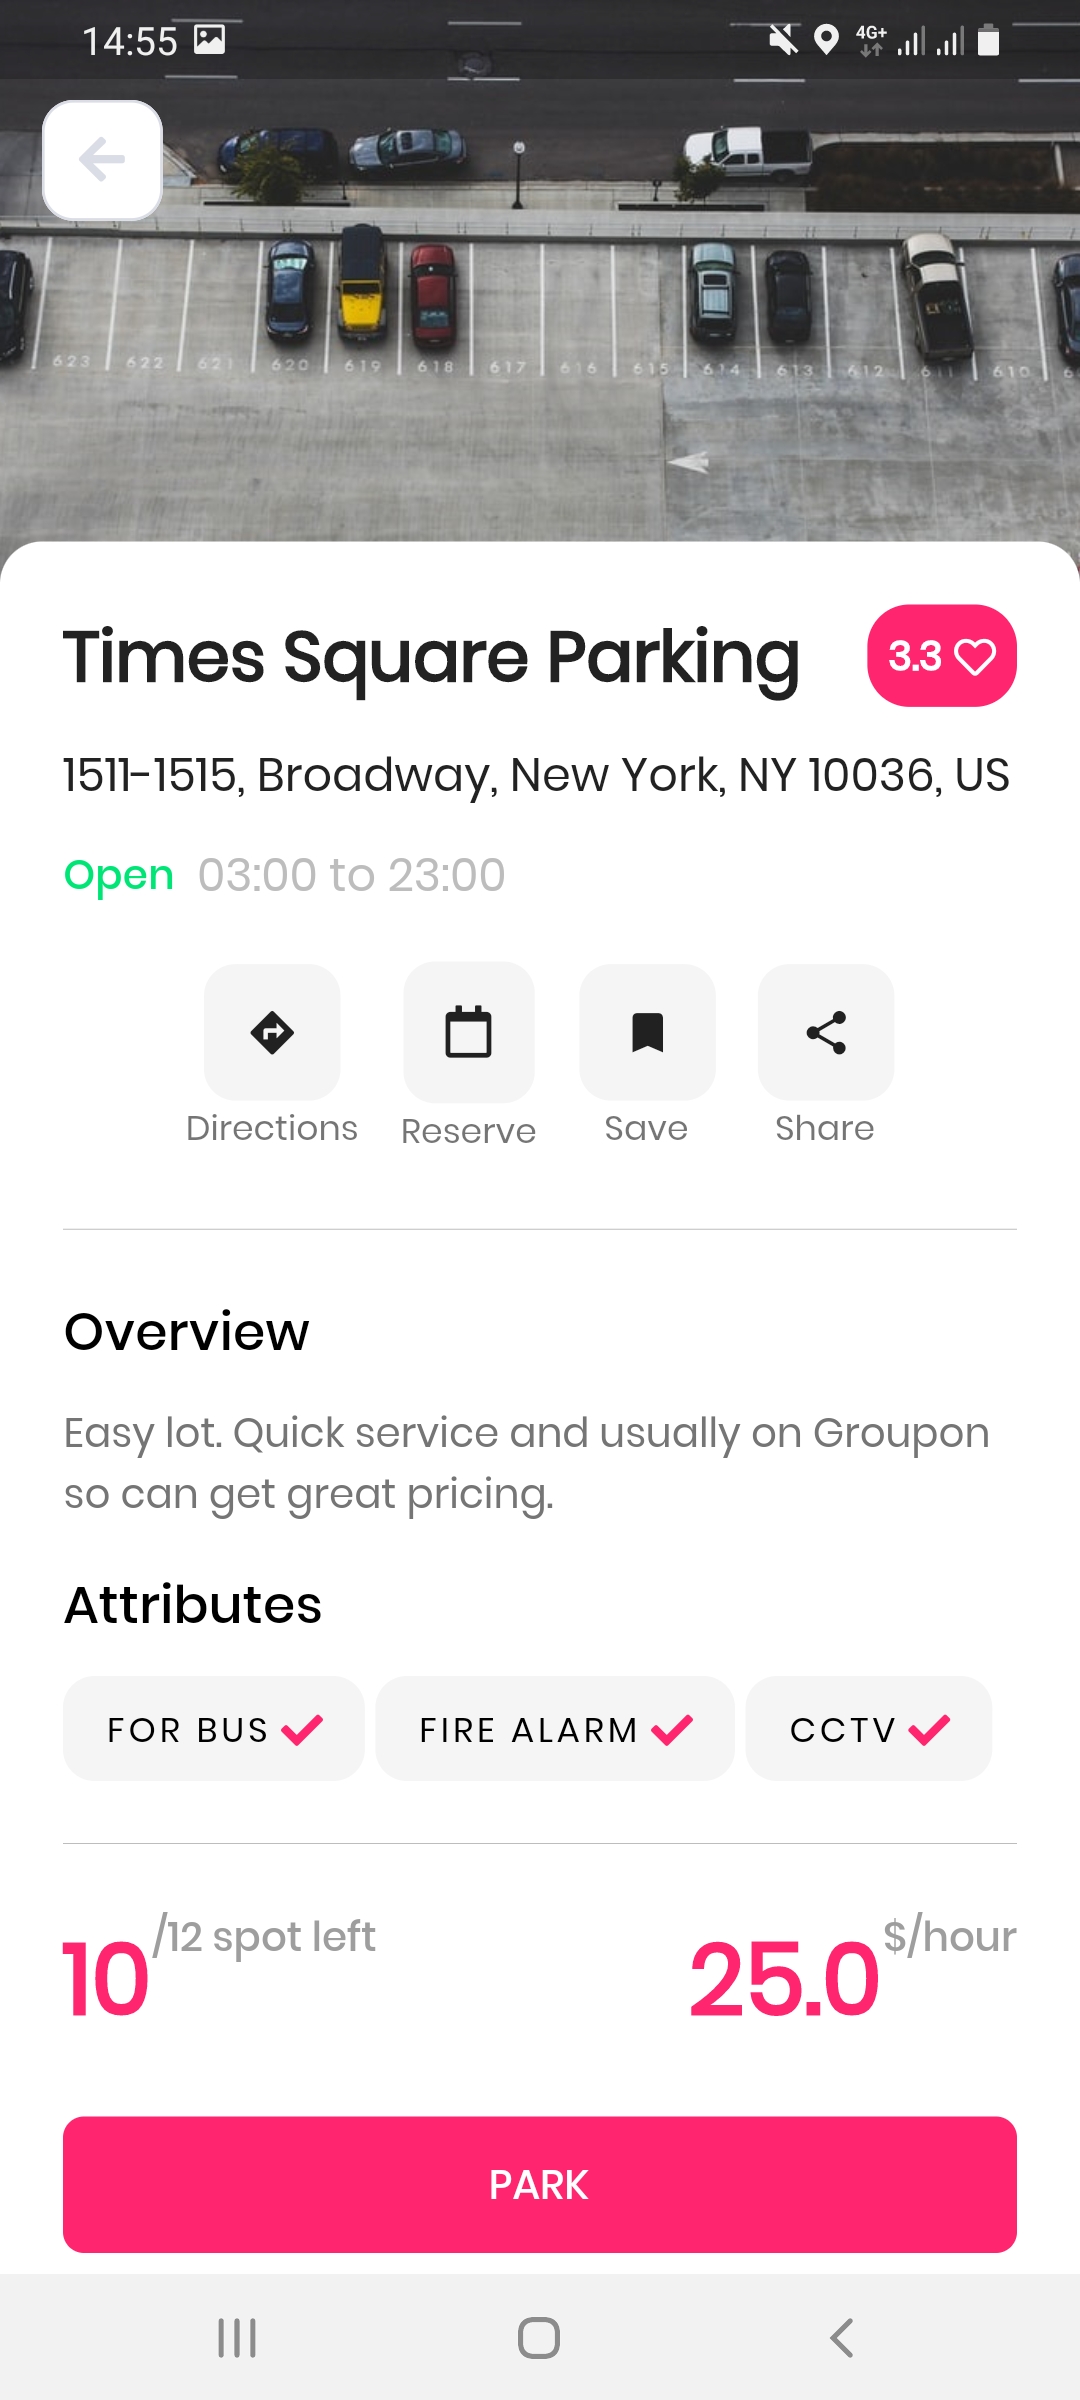 14:55 4G+
623 622 621 620 619 618 617 616 615 614 613 612 611 610
Times Square Parking 3.3
1511-1515, Broadway, New York, NY 10036, US
Open 03:00 to 23:00
Directions Reserve Save Share
Overview
Easy lot. Quick service and usually on Groupon
so can get great pricing.
Attributes
FOR BUS FIRE ALARM CCTV
10/12 spot left 25.0$/hour
PARK